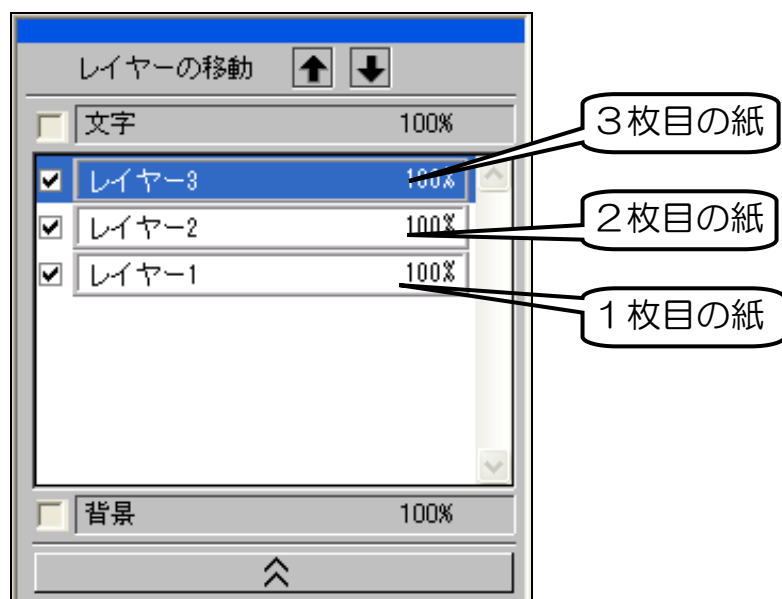 レイヤーの移動
文字 100%
３枚目の紙
レイヤー3 100%
２枚目の紙
レイヤー2 100%
レイヤー1 100%
１枚目の紙
背景 100%